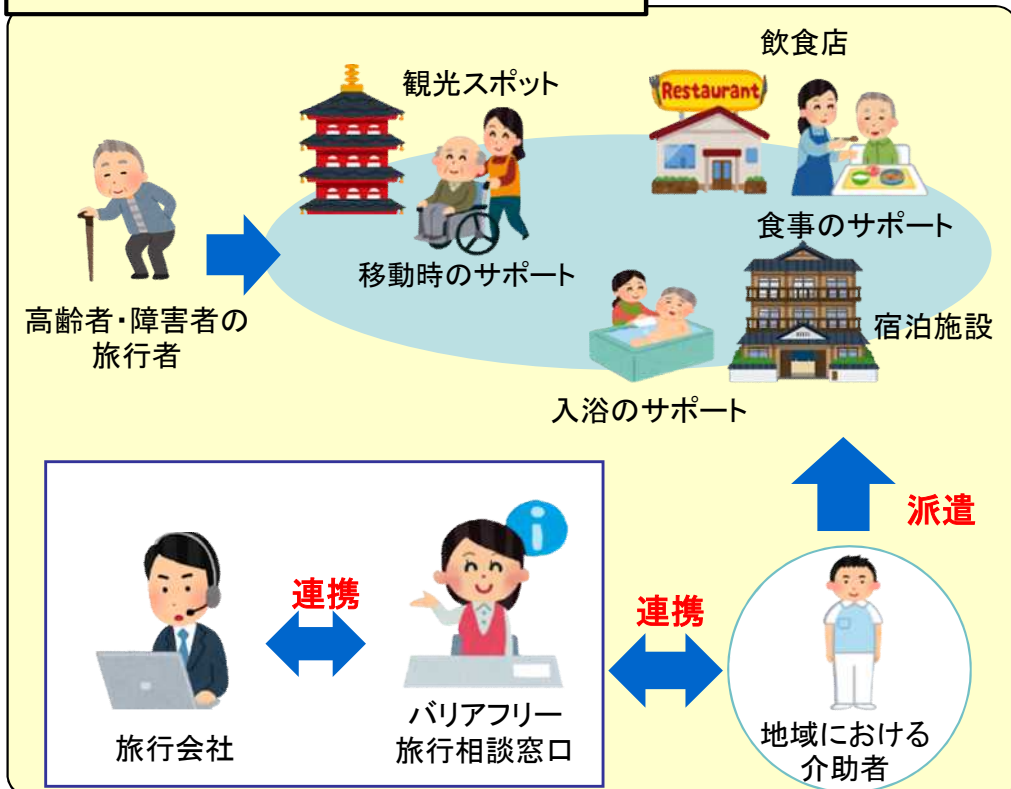 飲食店
観光スポット
Restaurant
食事のサポート
移動時のサポート
高齢者・障害者の
旅行者
宿泊施設
入浴のサポート
派遣
連携
連携
旅行会社
バリアフリー
旅行相談窓口
地域における
介助者